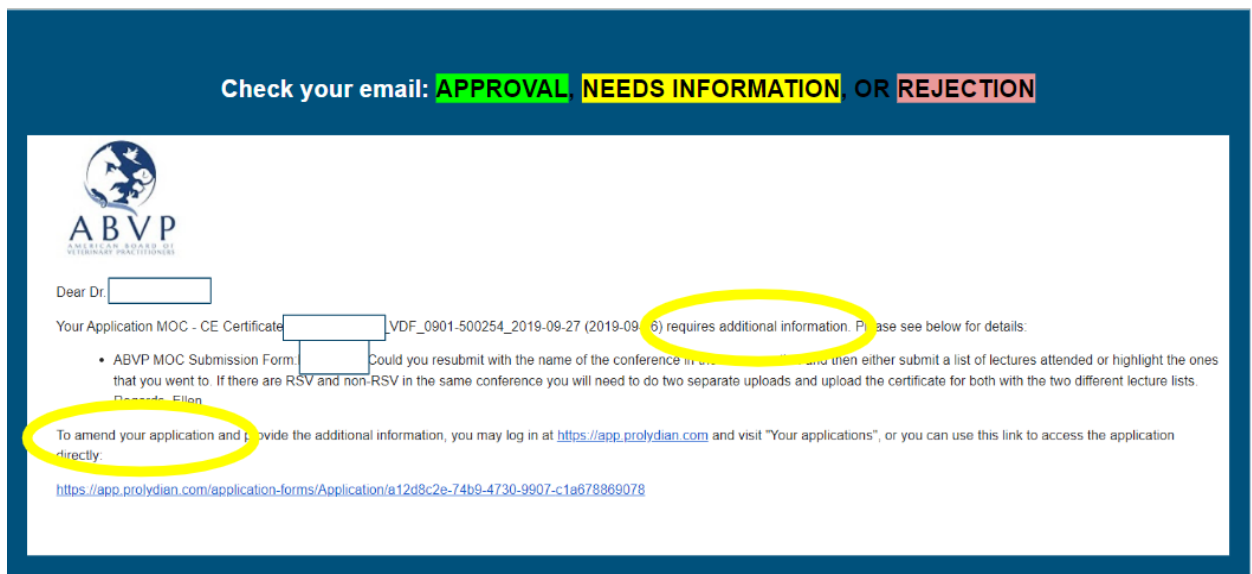 Check your email: APPROVAL, NEEDS INFORMATION, OR REJECTION
ABVP
AMERICAN BOARD OF
VETERINARY PRACTITIONERS
Dear Dr.
Your Application MOC - CE Certificate _VDF_0901-500254_2019-09-27 (2019-09- 6) requires additional information. Please see below for details:
• ABVP MOC Submission Form: Could you resubmit with the name of the conference in the and then either submit a list of lectures attended or highlight the ones
that you went to. If there are RSV and non-RSV in the same conference you will need to do two separate uploads and upload the certificate for both with the two different lecture lists.
Regards, Ellen
To amend your application and provide the additional information, you may log in at https://app.prolydian.com and visit "Your applications", or you can use this link to access the application
directly:
https://app.prolydian.com/application-forms/Application/a12d8c2e-74b9-4730-9907-c1a678869078